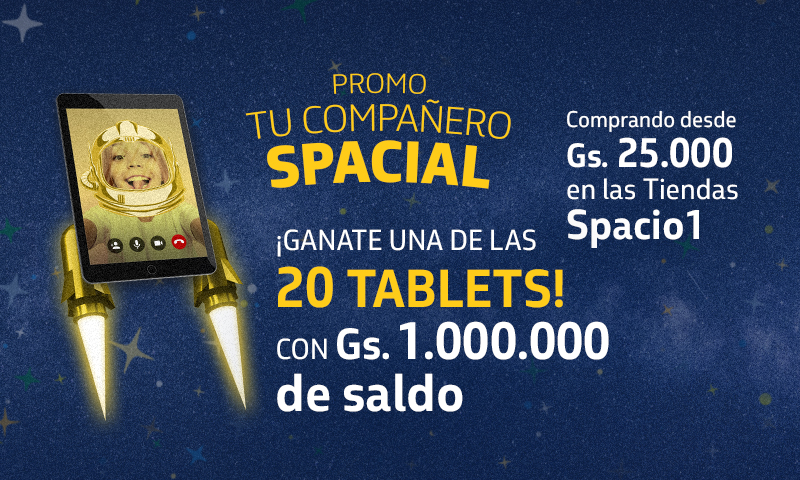 PROMO
TU COMPAÑERO
SPACIAL
¡GANATE UNA DE LAS
20 TABLETS!
CON Gs. 1.000.000
de saldo
Comprando desde
Gs. 25.000
en las Tiendas
Spacio1